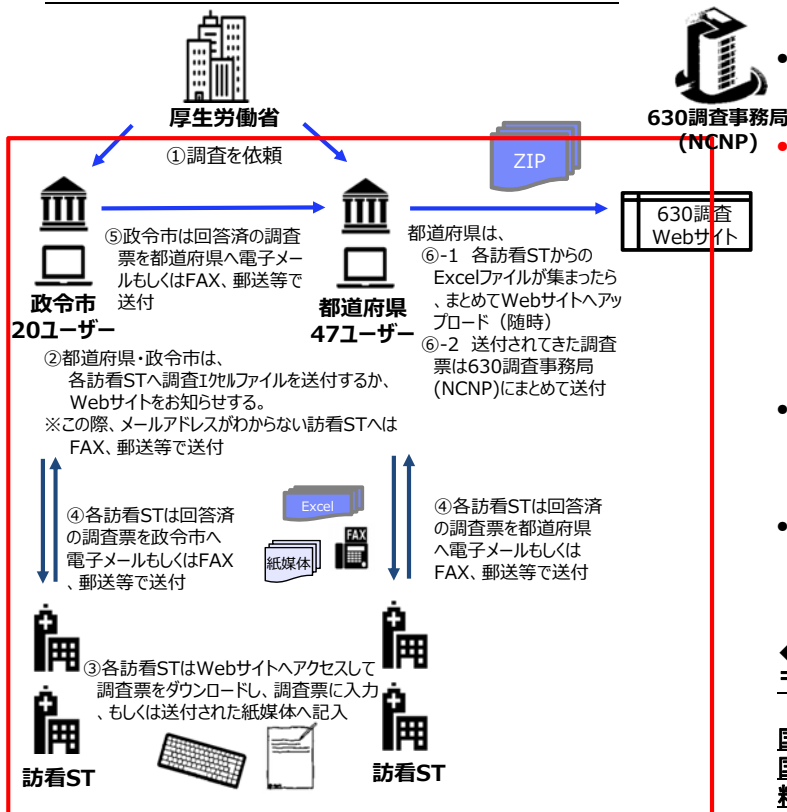 厚生労働省
630調査事務局
(NCNP)
①調査を依頼
ZIP
630調査
Webサイト
⑤政令市は回答済の調査
票を都道府県へ電子メー
ルもしくはFAX、郵送等で
送付
都道府県は、
⑥-1 各訪看STからの
Excelファイルが集まったら
、まとめてWebサイトへアッ
プロード（随時）
⑥-2 送付されてきた調査
票は630調査事務局
(NCNP)にまとめて送付
政令市
20ユーザー
都道府県
47ユーザー
②都道府県・政令市は、
各訪看STへ調査ｴｸｾﾙファイルを送付するか、
Webサイトをお知らせする。
※この際、メールアドレスがわからない訪看STへは
FAX、郵送等で送付
④各訪看STは回答済
の調査票を政令市へ
電子メールもしくはFAX
、郵送等で送付
Excel
紙媒体
FAX
④各訪看STは回答済
の調査票を都道府県
へ電子メールもしくは
FAX、郵送等で送付
③各訪看STはWebサイトへアクセスして
調査票をダウンロードし、調査票に入力
、もしくは送付された紙媒体へ記入
訪看ST
訪看ST